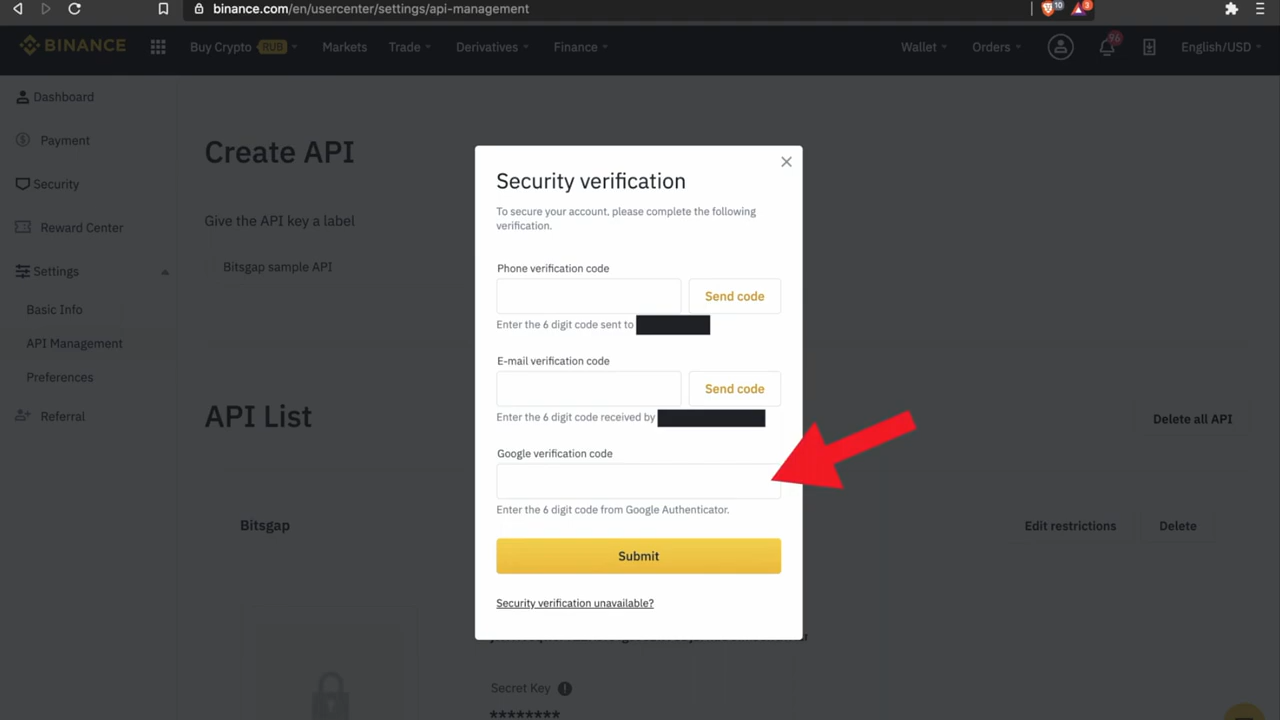 binance.com/en/usercenter/settings/api-management
10
3
BINANCE
Buy Crypto RUB
Markets
Trade
Derivatives
Finance
Wallet
Orders
96
English/USD
Dashboard
Payment
Security
Reward Center
Settings
Basic Info
API Management
Preferences
Referral
Create API
Give the API key a label
Bitsgap sample API
API List
Delete all API
Bitsgap
Edit restrictions
Delete
Security verification
To secure your account, please complete the following
verification.
Phone verification code
Send code
Enter the 6 digit code sent to
E-mail verification code
Send code
Enter the 6 digit code received by
Google verification code
Enter the 6 digit code from Google Authenticator.
Submit
Security verification unavailable?
Secret Key
********